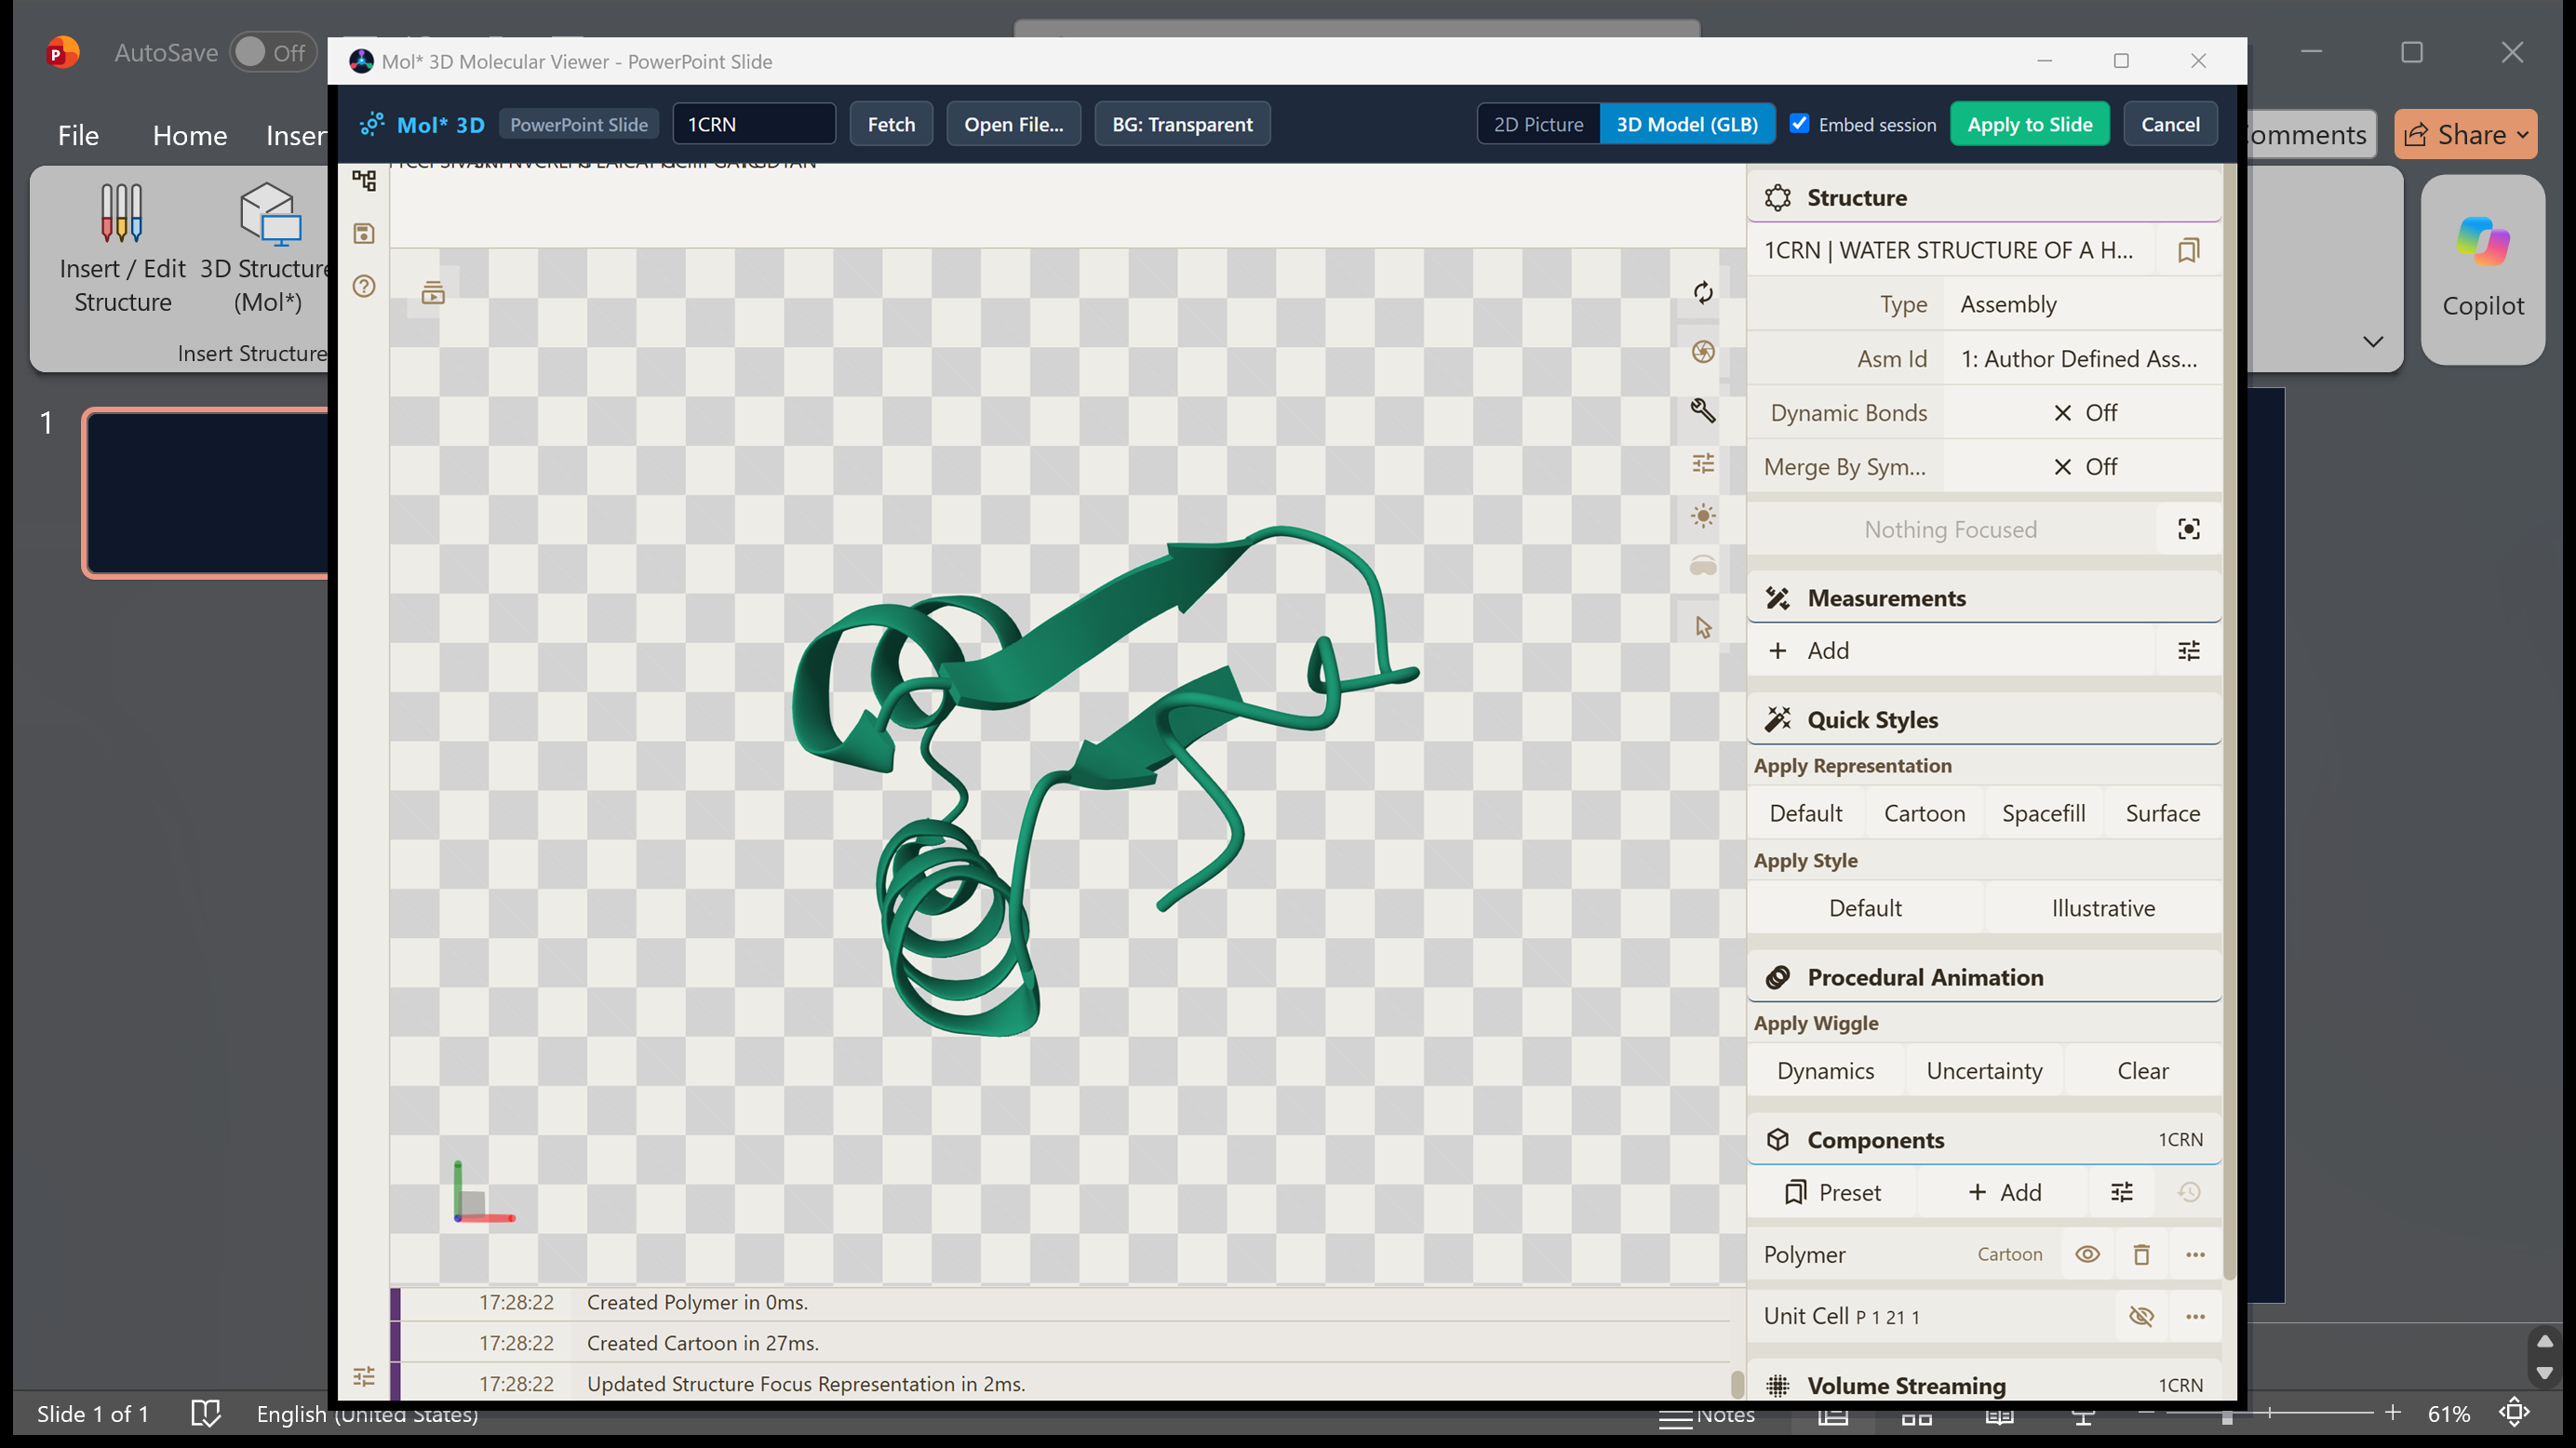 AutoSave Off
Mol* 3D Molecular Viewer - PowerPoint Slide
File Home Inser
omments Share
Mol* 3D PowerPoint Slide 1CRN Fetch Open File... BG: Transparent 2D Picture 3D Model (GLB) Embed session Apply to Slide Cancel
Insert / Edit Structure
3D Structure (Mol*)
Insert Structure
Copilot
1
Structure
1CRN | WATER STRUCTURE OF A H...
Type Assembly
Asm Id 1: Author Defined Ass...
Dynamic Bonds Off
Merge By Sym... Off
Nothing Focused
Measurements
Add
Quick Styles
Apply Representation
Default Cartoon Spacefill Surface
Apply Style
Default Illustrative
Procedural Animation
Apply Wiggle
Dynamics Uncertainty Clear
Components 1CRN
Preset Add
Polymer Cartoon
Unit Cell P 1 21 1
Volume Streaming 1CRN
17:28:22 Created Polymer in 0ms.
17:28:22 Created Cartoon in 27ms.
17:28:22 Updated Structure Focus Representation in 2ms.
Slide 1 of 1 English (United States) Notes 61%